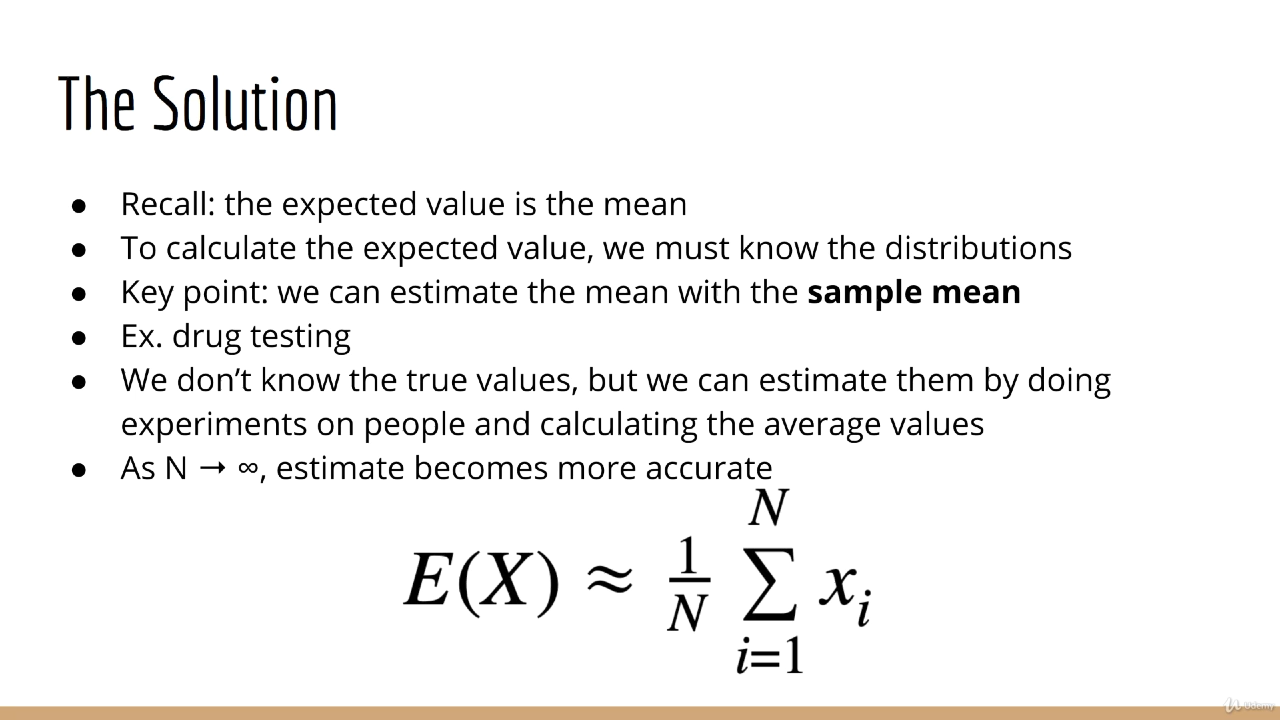 The Solution
● Recall: the expected value is the mean
● To calculate the expected value, we must know the distributions
● Key point: we can estimate the mean with the sample mean
● Ex. drug testing
● We don’t know the true values, but we can estimate them by doing
experiments on people and calculating the average values
● As N → ∞, estimate becomes more accurate
E(X) ≈ 1/N ∑ i=1 N xᵢ
Udemy